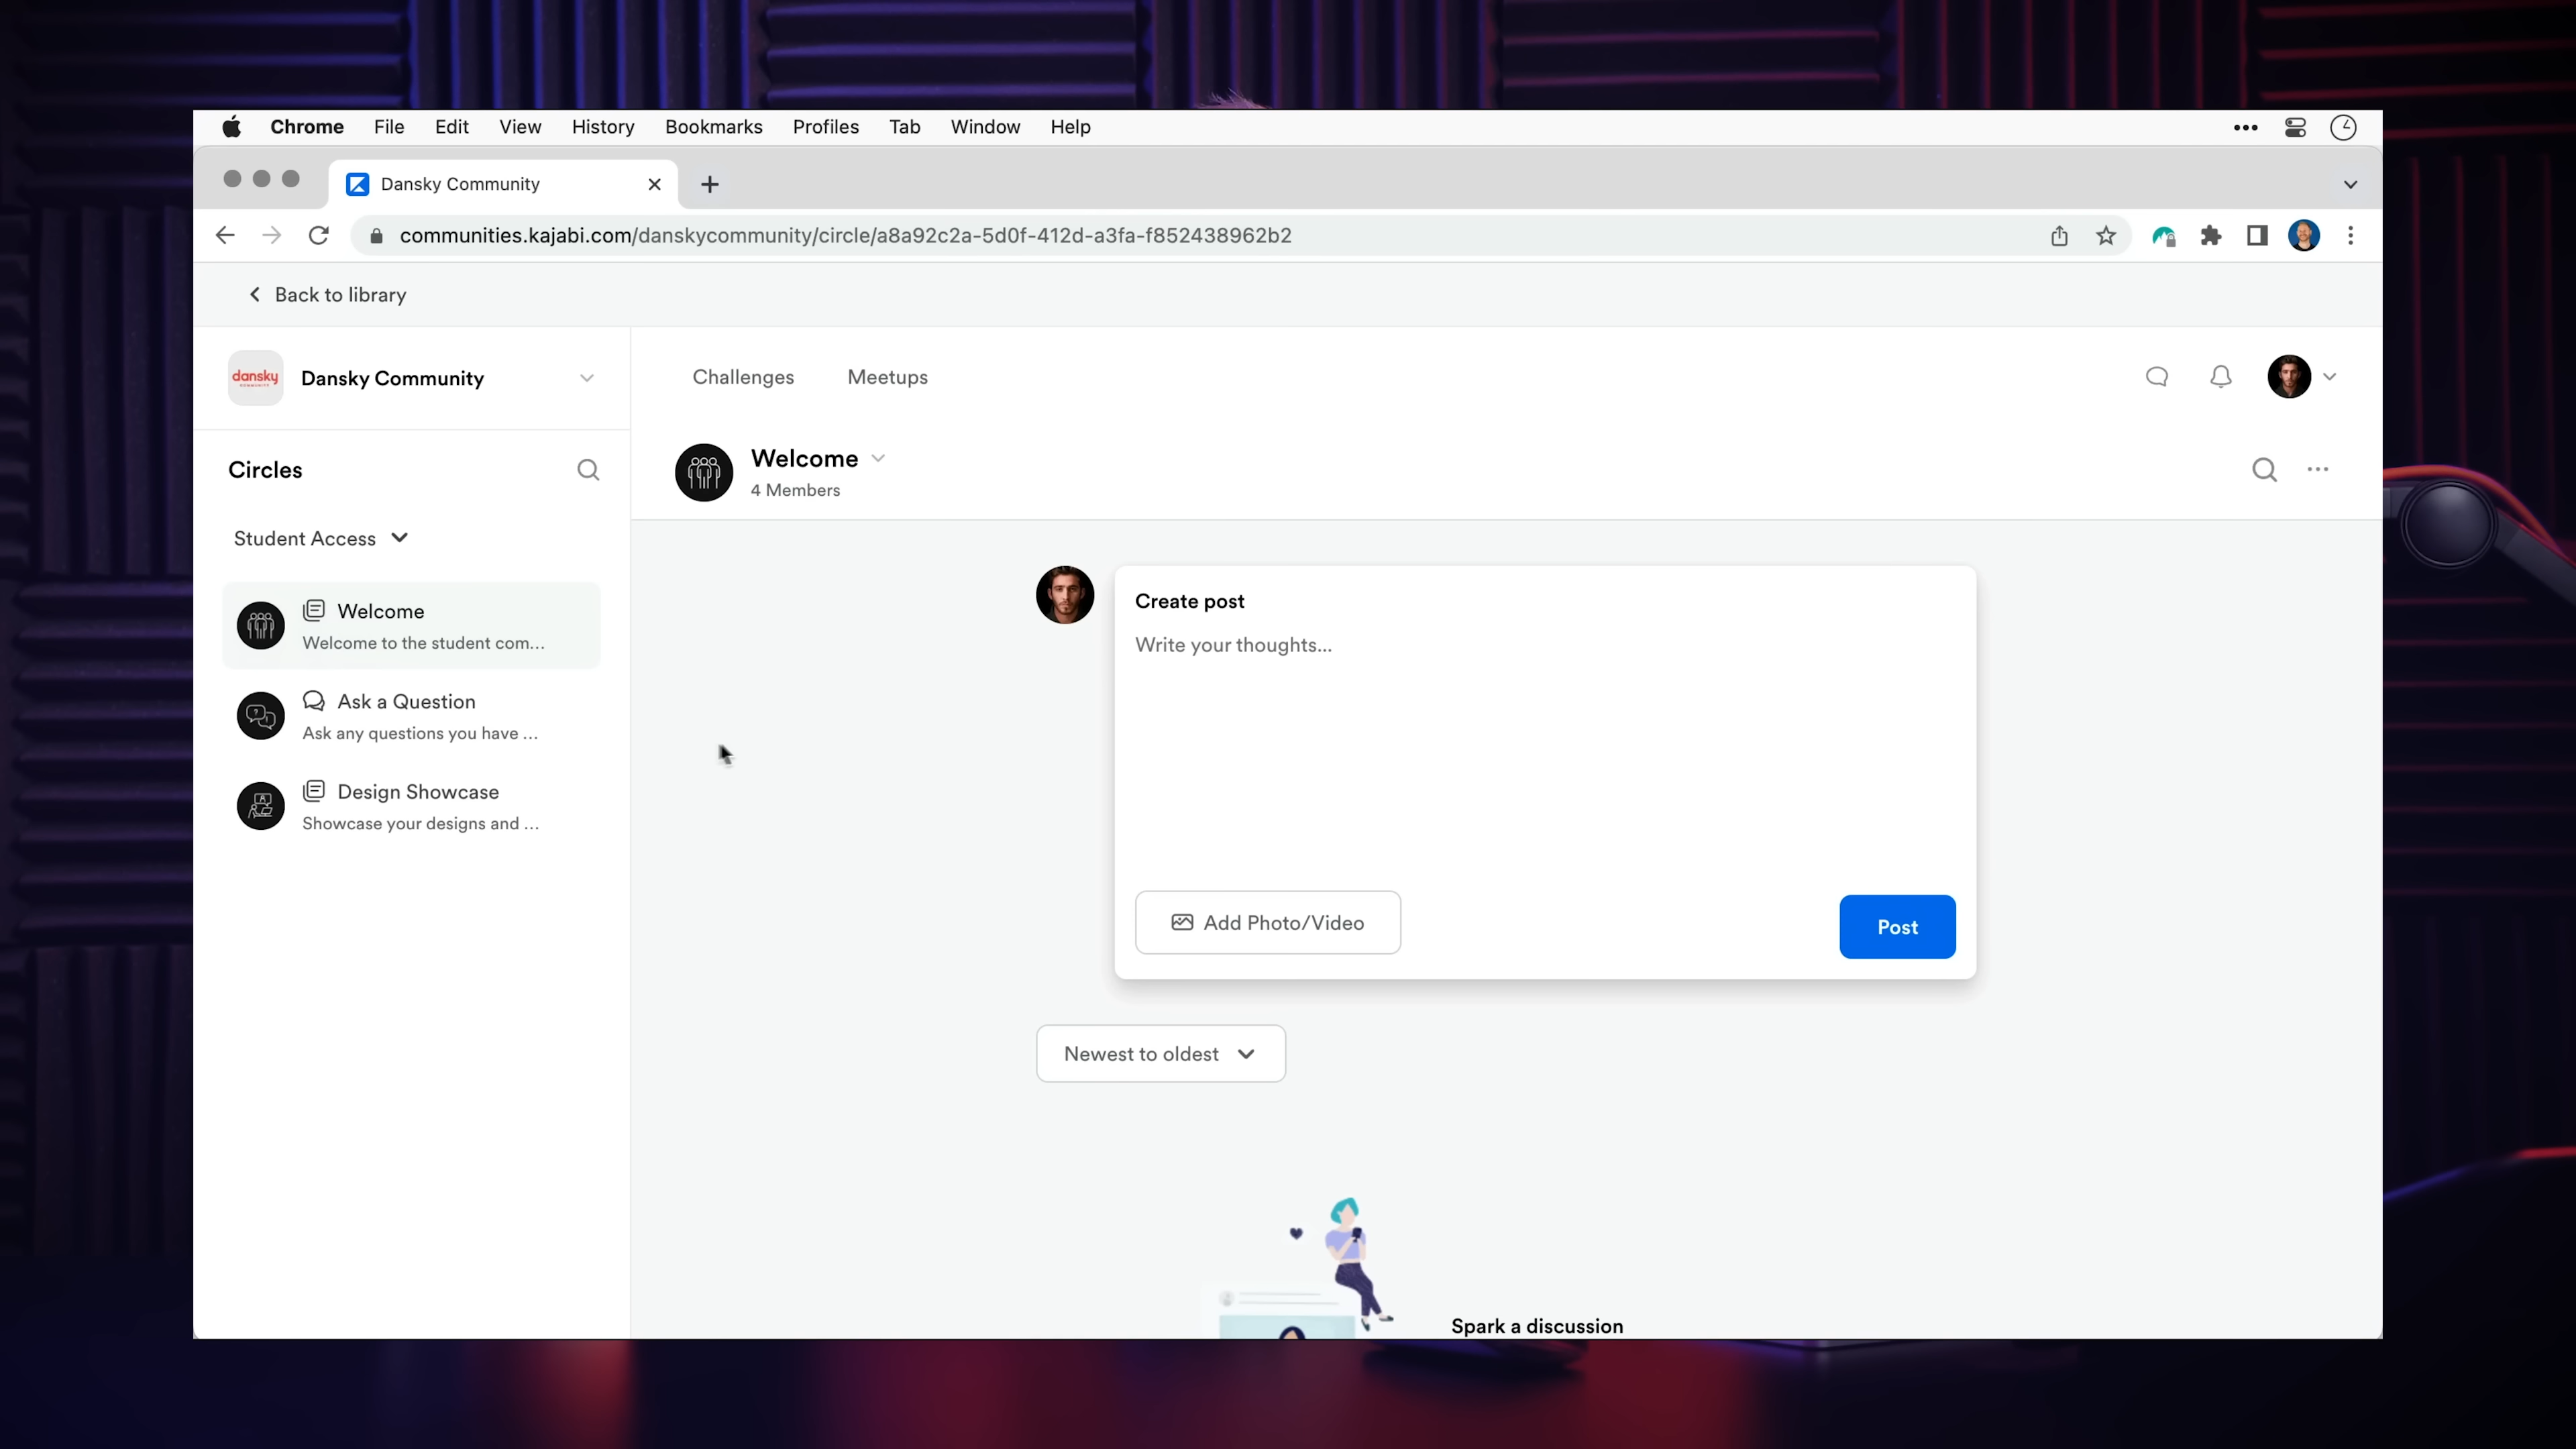 Chrome File Edit View History Bookmarks Profiles Tab Window Help
Dansky Community
communities.kajabi.com/danskycommunity/circle/a8a92c2a-5d0f-412d-a3fa-f852438962b2
Back to library
dansky
COMMUNITY
Dansky Community
Challenges Meetups
Circles
Welcome
4 Members
Student Access
Welcome
Welcome to the student com...
Ask a Question
Ask any questions you have ...
Design Showcase
Showcase your designs and ...
Create post
Write your thoughts...
Add Photo/Video
Post
Newest to oldest
Spark a discussion